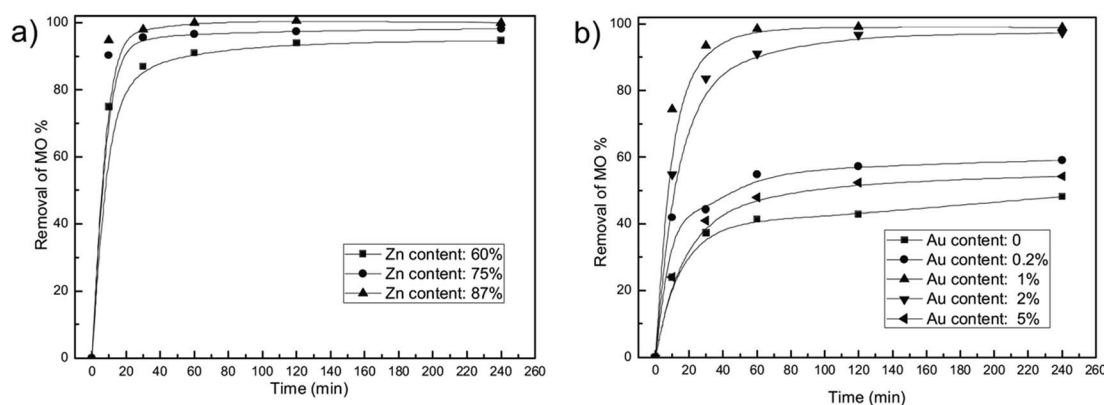 a)
Removal of MO %
100
80
60
40
20
0
Zn content: 60%
Zn content: 75%
Zn content: 87%
0 20 40 60 80 100 120 140 160 180 200 220 240 260
Time (min)
b)
Removal of MO %
100
80
60
40
20
0
Au content: 0
Au content: 0.2%
Au content: 1%
Au content: 2%
Au content: 5%
0 20 40 60 80 100 120 140 160 180 200 220 240 260
Time (min)